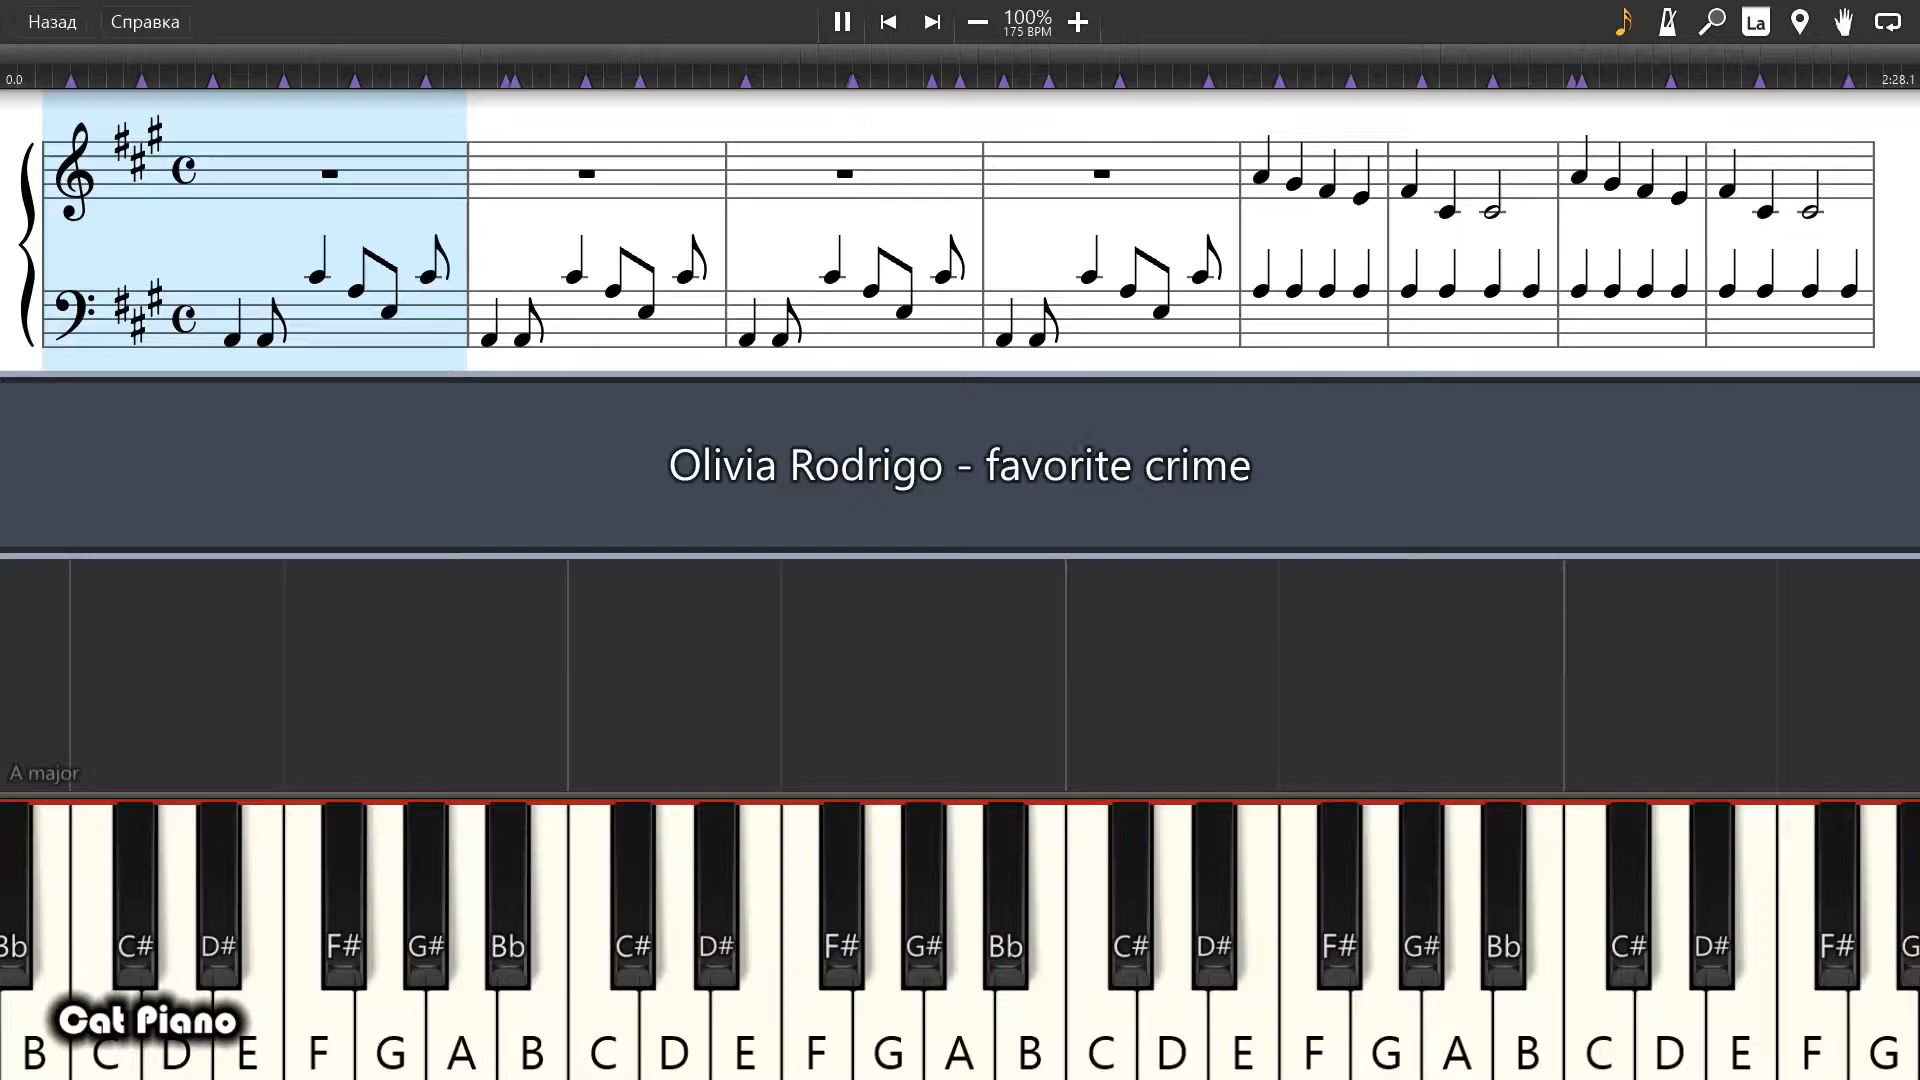 Назад Справка 100%
175 BPM
La
0.0 2:28.1
Olivia Rodrigo - favorite crime
A major
Bb C# D# F# G# Bb C# D# F# G# Bb C# D# F# G# Bb C# D# F# G
Cat Piano
B C D E F G A B C D E F G A B C D E F G A B C D E F G